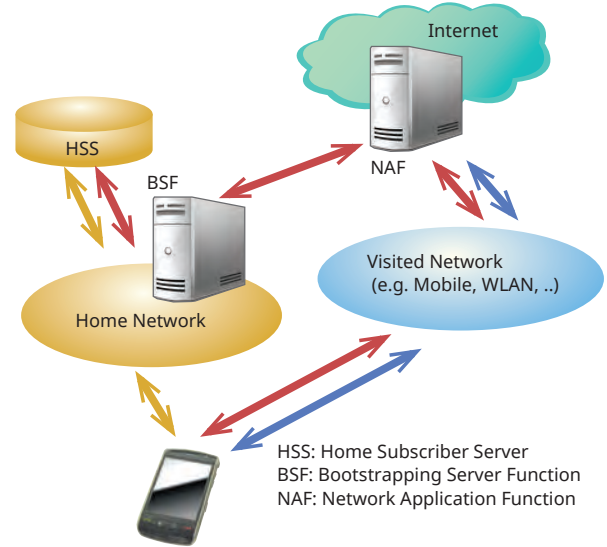 Internet
HSS
BSF
NAF
Visited Network
(e.g. Mobile, WLAN, ..)
Home Network
HSS: Home Subscriber Server
BSF: Bootstrapping Server Function
NAF: Network Application Function